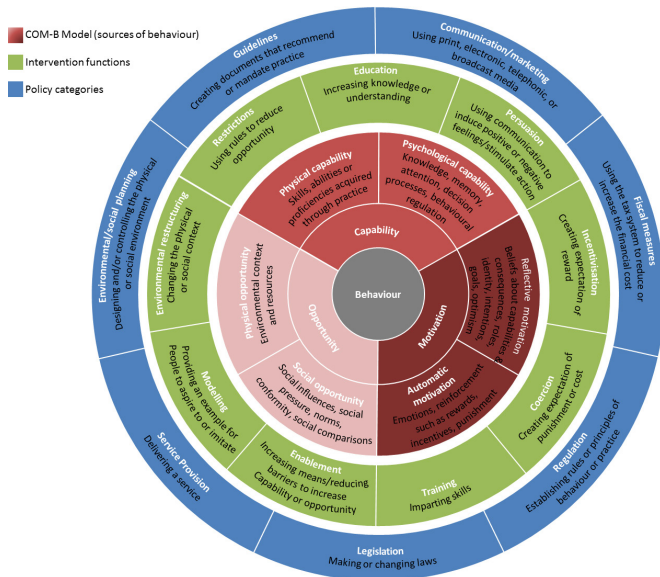 COM-B Model (sources of behaviour)
Intervention functions
Policy categories
Guidelines
Creating documents that recommend
or mandate practice
Communication/marketing
Using print, electronic, telephonic, or
broadcast media
Fiscal measures
Using the tax system to reduce or
increase the financial cost
Regulation
Establishing rules or principles of
behaviour or practice
Legislation
Making or changing laws
Service Provision
Delivering a service
Environmental/social planning
Designing and/or controlling the physical
or social environment
Education
Increasing knowledge or
understanding
Persuasion
Using communication to
induce positive or negative
feelings/stimulate action
Incentivisation
Creating expectation of
reward
Coercion
Creating expectation of
punishment or cost
Training
Imparting skills
Enablement
Increasing means/reducing
barriers to increase
Capability or opportunity
Modelling
Providing an example for
People to aspire to or imitate
Environmental restructuring
Changing the physical
or social context
Restrictions
Using rules to reduce
opportunity
Physical capability
Skills, abilities or
proficiencies acquired
through practice
Psychological capability
Knowledge, memory,
attention, decision
processes, behavioural
regulation
Reflective motivation
Beliefs about capabilities &
consequences, roles,
identity, intentions,
goals, optimism
Automatic
motivation
Emotions, reinforcement
such as rewards,
incentives, punishment
Social opportunity
Social influences, social
pressure, norms,
conformity, social comparisons
Physical opportunity
Environmental context
and resources
Capability
Motivation
Opportunity
Behaviour